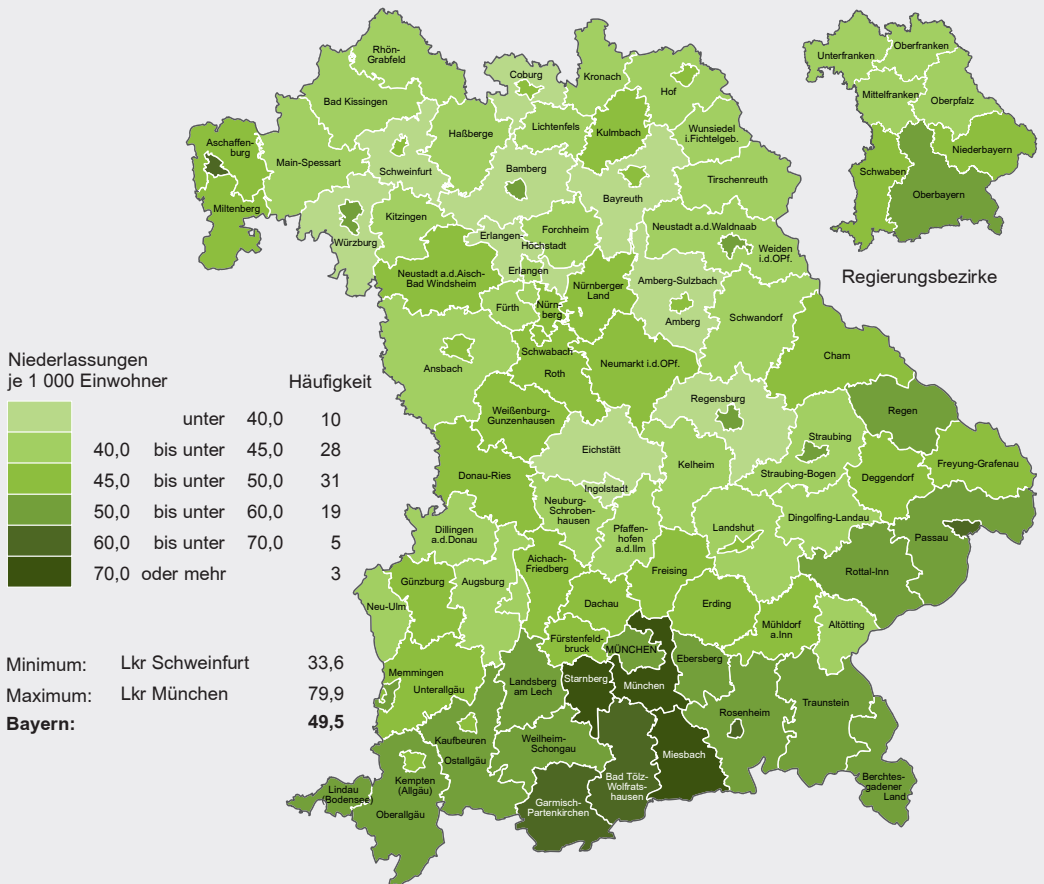 Rhön-
Grabfeld
Coburg
Kronach
Hof
Bad Kissingen
Lichtenfels
Kulmbach
Wunsiedel
i.Fichtelgeb.
Haßberge
Aschaffen-
burg
Main-Spessart
Schweinfurt
Bamberg
Bayreuth
Tirschenreuth
Miltenberg
Würzburg
Kitzingen
Erlangen-
Höchstadt
Forchheim
Neustadt a.d.Waldnaab
Weiden
i.d.OPf.
Neustadt a.d.Aisch-
Bad Windsheim
Erlangen
Fürth
Nürn-
berg
Nürnberger
Land
Amberg-Sulzbach
Amberg
Schwandorf
Ansbach
Schwabach
Roth
Neumarkt i.d.OPf.
Cham
Weißenburg-
Gunzenhausen
Regensburg
Regen
Eichstätt
Straubing
Straubing-Bogen
Freyung-Grafenau
Donau-Ries
Ingolstadt
Kelheim
Deggendorf
Neuburg-
Schroben-
hausen
Dillingen
a.d.Donau
Pfaffen-
hofen
a.d.Ilm
Landshut
Dingolfing-Landau
Passau
Rottal-Inn
Günzburg
Augsburg
Aichach-
Friedberg
Freising
Neu-Ulm
Dachau
Erding
Mühldorf
a.Inn
Altötting
Fürstenfeld-
bruck
MÜNCHEN
Ebersberg
Memmingen
Unterallgäu
Landsberg
am Lech
Starnberg
München
Rosenheim
Traunstein
Kaufbeuren
Ostallgäu
Weilheim-
Schongau
Miesbach
Bad Tölz-
Wolfrats-
hausen
Berchtes-
gadener
Land
Kempten
(Allgäu)
Lindau
(Bodensee)
Oberallgäu
Garmisch-
Partenkirchen
Unterfranken
Oberfranken
Mittelfranken
Oberpfalz
Niederbayern
Schwaben
Oberbayern
Regierungsbezirke
Niederlassungen
je 1 000 Einwohner Häufigkeit
unter 40,0 10
40,0 bis unter 45,0 28
45,0 bis unter 50,0 31
50,0 bis unter 60,0 19
60,0 bis unter 70,0 5
70,0 oder mehr 3
Minimum: Lkr Schweinfurt 33,6
Maximum: Lkr München 79,9
Bayern: 49,5